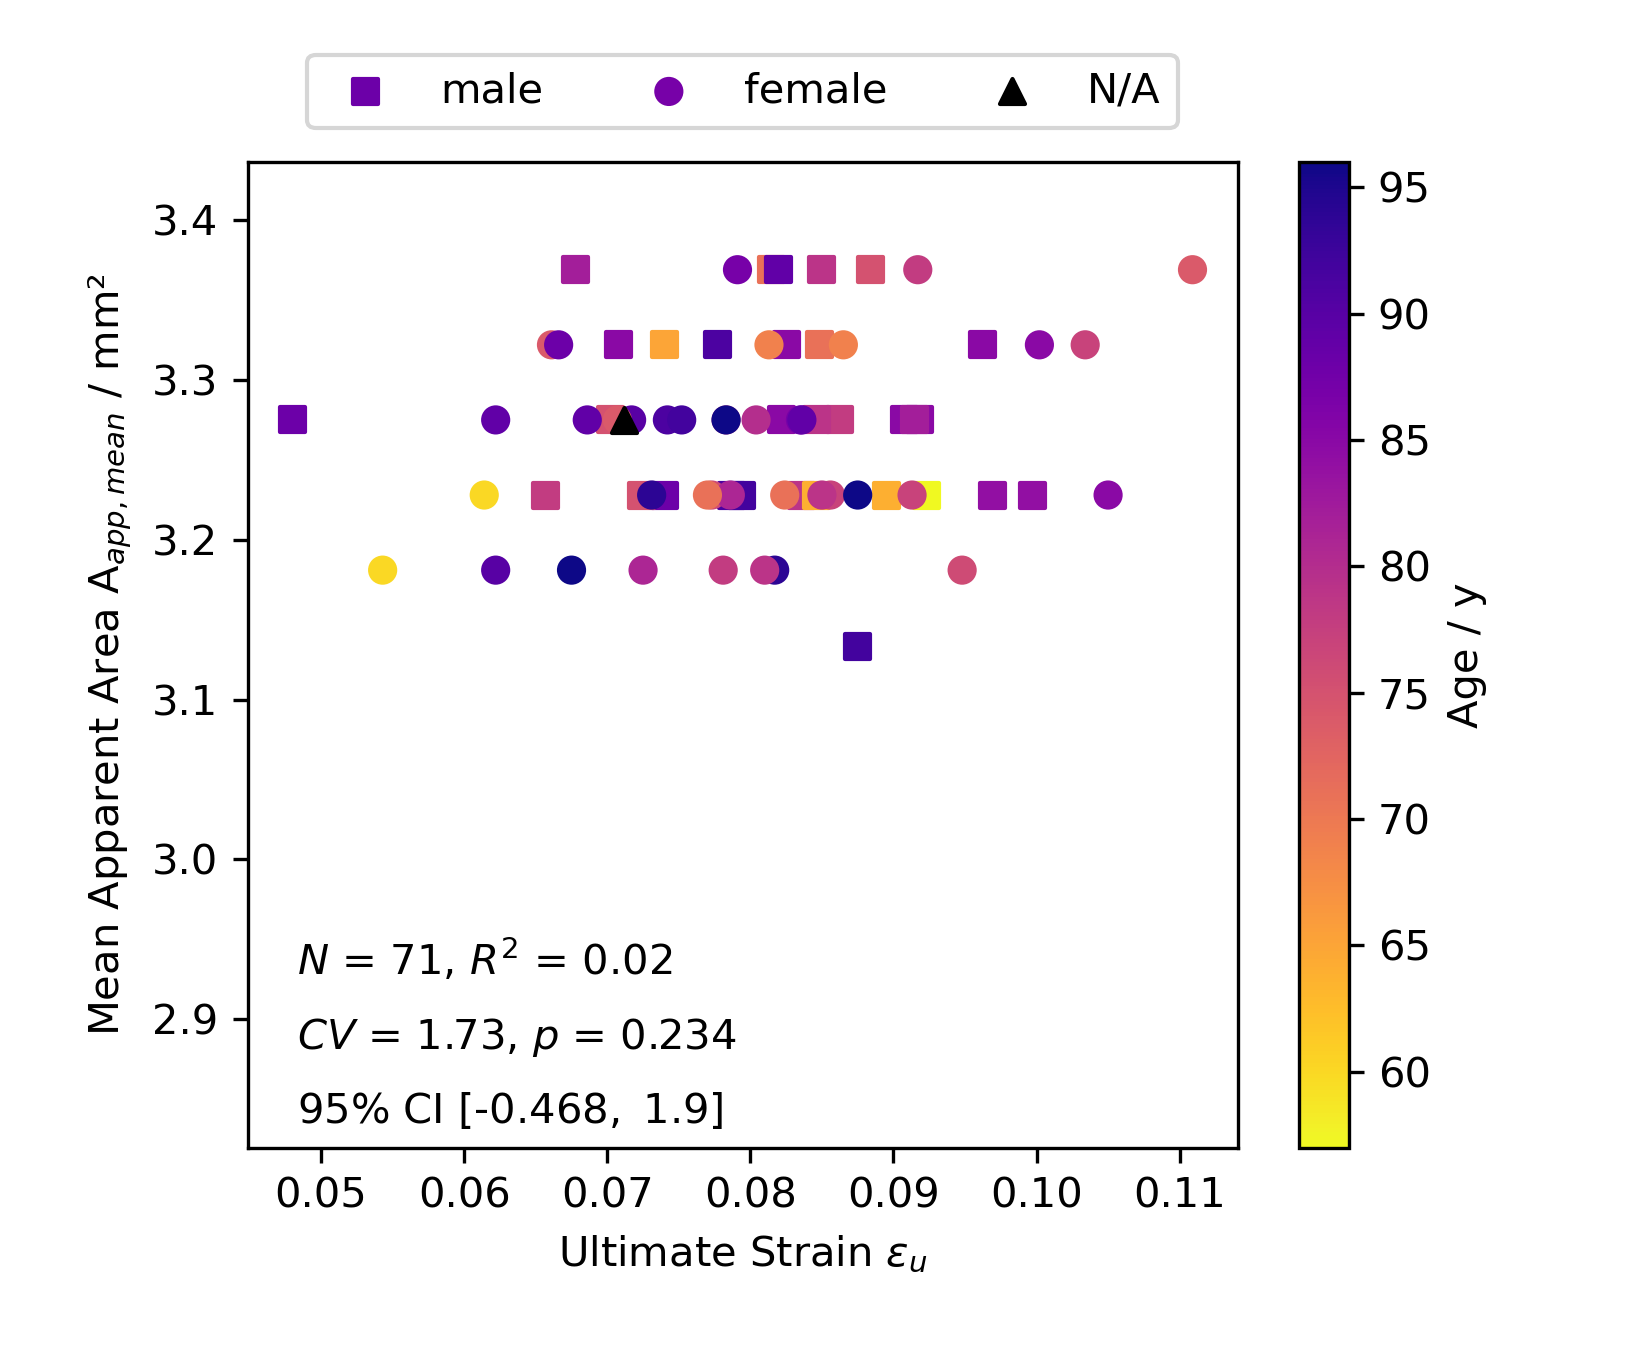 male female N/A
3.4
3.3
3.2
3.1
3.0
2.9
Mean Apparent Area A_{app, mean} / mm²
N = 71, R² = 0.02
CV = 1.73, p = 0.234
95% CI [-0.468, 1.9]
0.05 0.06 0.07 0.08 0.09 0.10 0.11
Ultimate Strain ε_u
95
90
85
80
75
70
65
60
Age / y